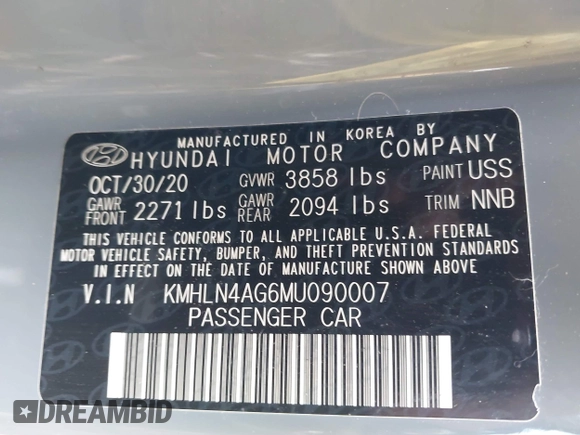 MANUFACTURED IN KOREA BY
HYUNDAI MOTOR COMPANY
OCT/30/20 GVWR 3858 lbs PAINT USS
GAWR FRONT 2271 lbs GAWR REAR 2094 lbs TRIM NNB
THIS VEHICLE CONFORMS TO ALL APPLICABLE U.S.A. FEDERAL
MOTOR VEHICLE SAFETY, BUMPER, AND THEFT PREVENTION STANDARDS
IN EFFECT ON THE DATE OF MANUFACTURE SHOWN ABOVE
V.I.N KMHLN4AG6MU090007
PASSENGER CAR
DREAMBID